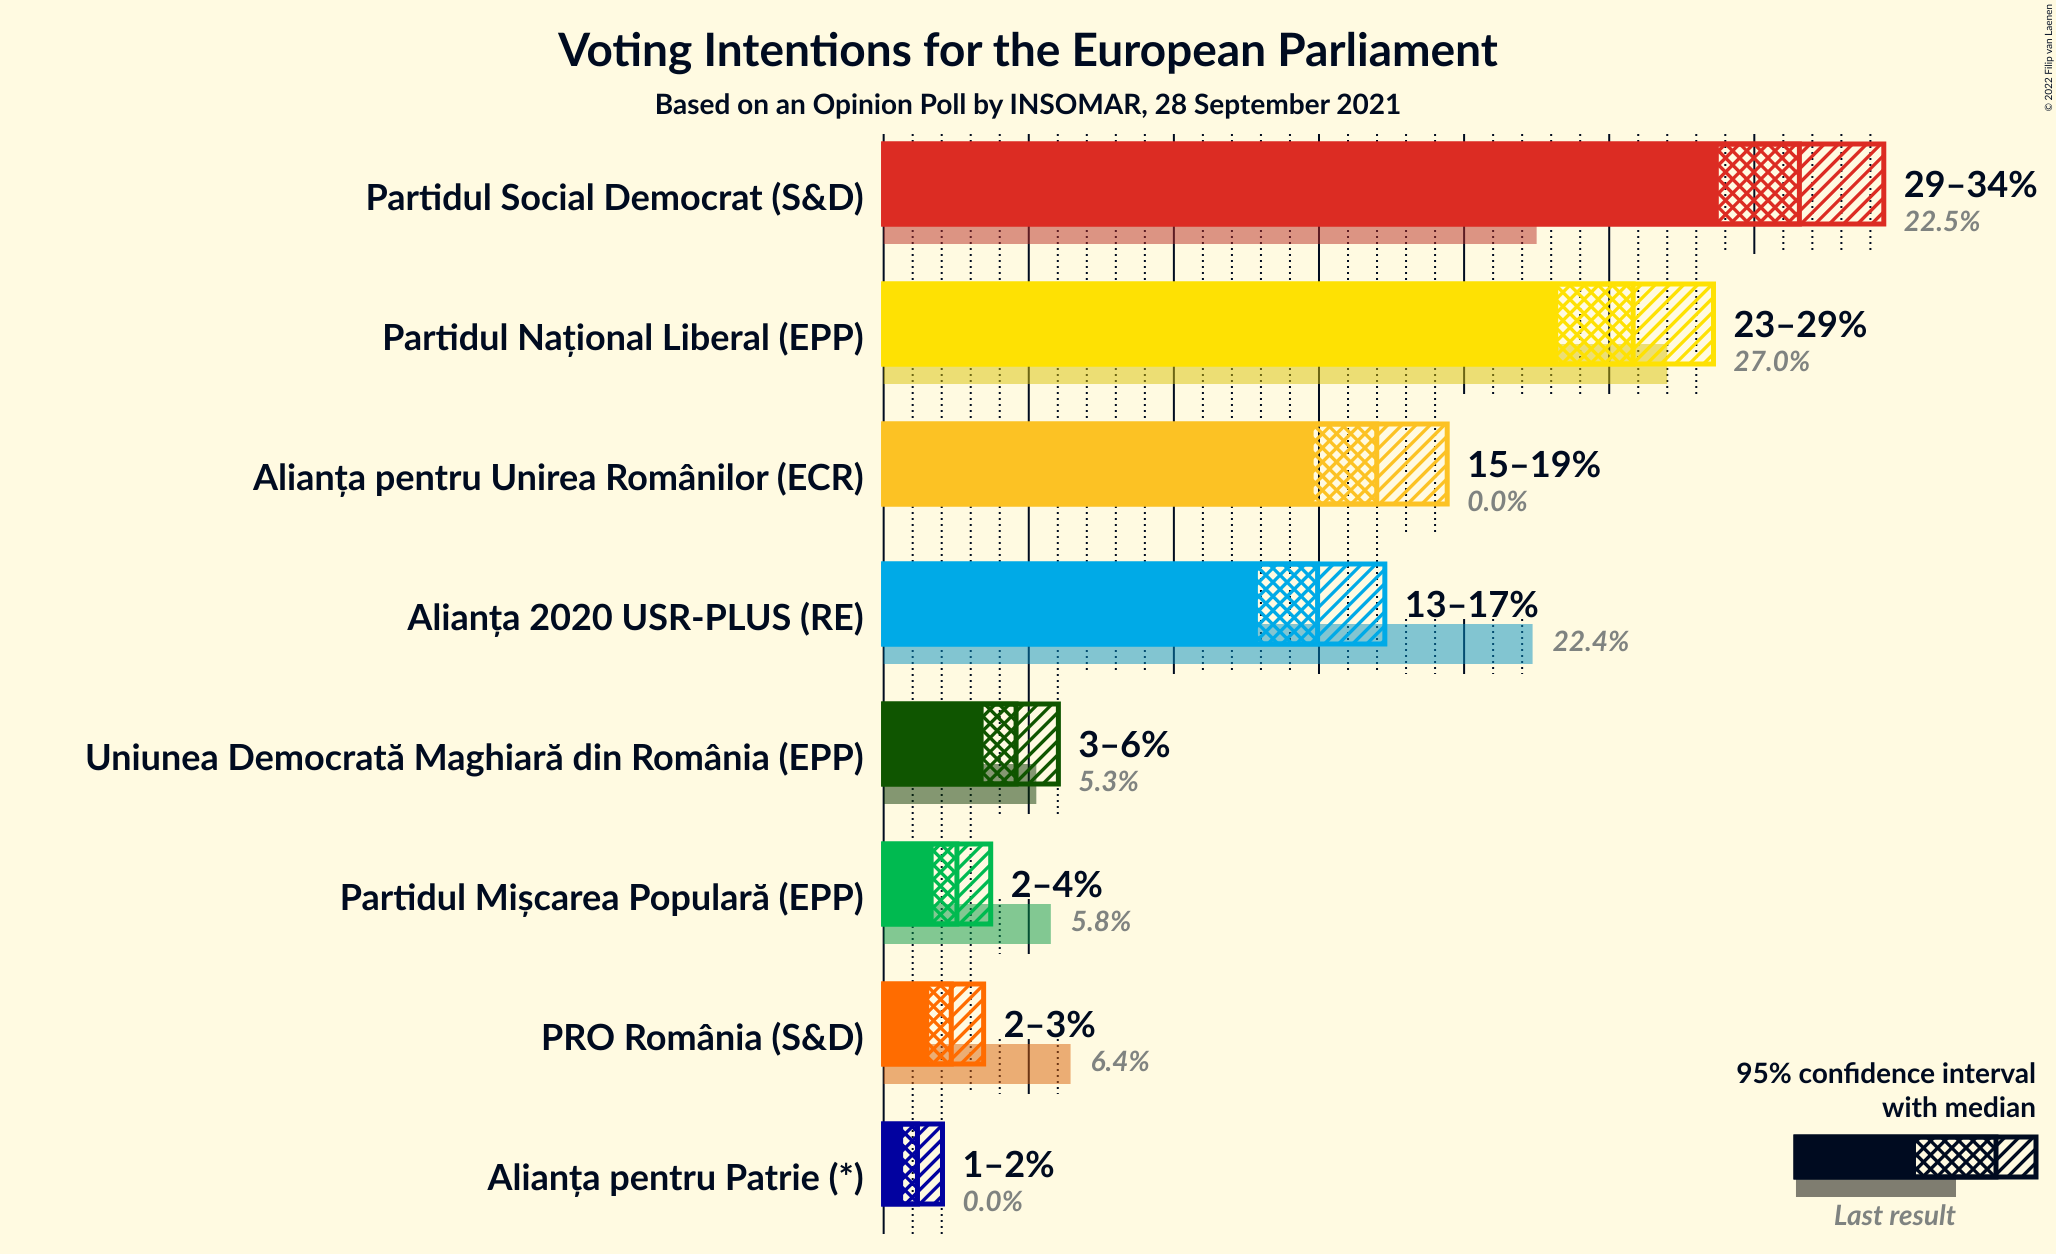 Voting Intentions for the European Parliament
Based on an Opinion Poll by INSOMAR, 28 September 2021
© 2022 Filip van Laenen
Partidul Social Democrat (S&D)
29–34%
22.5%
Partidul Național Liberal (EPP)
23–29%
27.0%
Alianța pentru Unirea Românilor (ECR)
15–19%
0.0%
Alianța 2020 USR-PLUS (RE)
13–17%
22.4%
Uniunea Democrată Maghiară din România (EPP)
3–6%
5.3%
Partidul Mișcarea Populară (EPP)
2–4%
5.8%
PRO România (S&D)
2–3%
6.4%
Alianța pentru Patrie (*)
1–2%
0.0%
95% confidence interval
with median
Last result